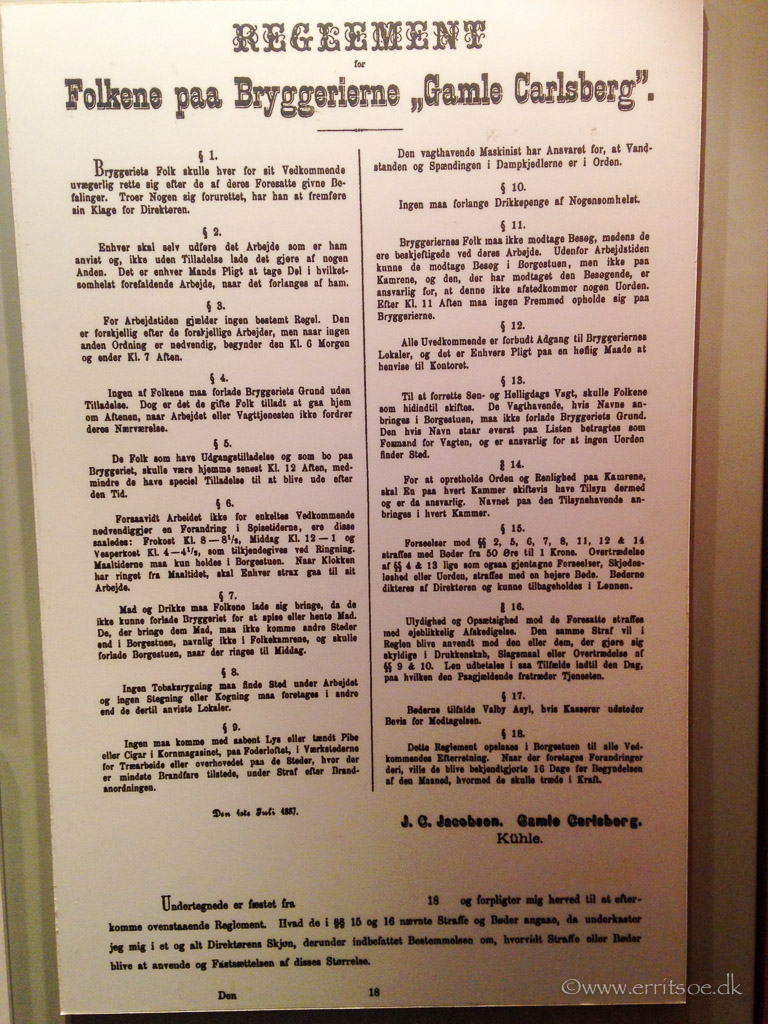 REGLEMENT
for
Folkene paa Bryggerierne „Gamle Carlsberg”.
§ 1.
Bryggeriets Folk skulle hver for sit Vedkommende
uvægerlig rette sig efter de af deres Foresatte givne Be-
falinger. Troer Nogen sig forurettet, har han at fremføre
sin Klage for Direktøren.
§ 2.
Enhver skal selv udføre det Arbejde som er ham
anvist og, ikke uden Tilladelse lade det gjøre af nogen
Anden. Det er enhver Mands Pligt at tage Del i hvilket-
somhelst forefaldende Arbejde, naar det forlanges af ham.
§ 3.
For Arbejdstiden gjælder ingen bestemt Regel. Den
er forskjellig efter de forskjellige Arbejder, men naar ingen
anden Ordning er nødvendig, begynder den Kl. 6 Morgen
og ender Kl. 7 Aften.
§ 4.
Ingen af Folkene maa forlade Bryggeriets Grund uden
Tilladelse. Dog er det de gifte Folk tilladt at gaa hjem
om Aftenen, naar Arbejdet eller Vagttjenesten ikke fordrer
deres Nærværelse.
§ 5.
De Folk som have Udgangstilladelse og som bo paa
Bryggeriet, skulle være hjemme senest Kl. 12 Aften, med-
mindre de have speciel Tilladelse til at blive ude efter
den Tid.
§ 6.
Forsaavidt Arbeidet ikke for enkeltes Vedkommende
nødvendiggjør en Forandring i Spisetiderne, ere disse
saaledes: Frokost Kl. 8—8½, Middag Kl. 12—1 og
Vesperkost Kl. 4—4½, som tilkjendegives ved Ringning.
Maaltiderne maa kun holdes i Borgestuen. Naar Klokken
har ringet fra Maaltidet, skal Enhver strax gaa til sit
Arbejde.
§ 7.
Mad og Drikke maa Folkene lade sig bringe, da de
ikke kunne forlade Bryggeriet for at spise eller hente Mad.
De, der bringe dem Mad, maa ikke komme andre Steder
end i Borgestuen, navnlig ikke i Folkekamrene, og skulle
forlade Borgestuen, naar der ringes til Middag.
§ 8.
Ingen Tobaksrygning maa finde Sted under Arbejdet
og ingen Stegning eller Kogning maa foretages i andre
end de dertil anviste Lokaler.
§ 9.
Ingen maa komme med aabent Lys eller tændt Pibe
eller Cigar i Kornmagasinet, paa Foderloftet, i Værkstederne
for Træarbeide eller overhovedet paa de Steder, hvor der
er mindste Brandfare tilstede, under Straf efter Brand-
anordningen.
Den vagthavende Maskinist har Ansvaret for, at Vand-
standen og Spændingen i Dampkjedlerne er i Orden.
§ 10.
Ingen maa forlange Drikkepenge af Nogensomhelst.
§ 11.
Bryggeriernes Folk maa ikke modtage Besøg, medens de
ere beskjeftigede ved deres Arbeide. Udenfor Arbejdstiden
kunne de modtage Besøg i Borgestuen, men ikke paa
Kamrene, og den, der har modtaget den Besøgende, er
ansvarlig for, at denne ikke afstedkommer nogen Uorden.
Efter Kl. 11 Aften maa ingen Fremmed opholde sig paa
Bryggerierne.
§ 12.
Alle Uvedkommende er forbudt Adgang til Bryggeriernes
Lokaler, og det er Enhvers Pligt paa en høflig Maade at
henvise til Kontoret.
§ 13.
Til at forrette Søn- og Helligdags Vagt, skulle Folkene
som hidindtil skiftes. De Vagthavende, hvis Navne an-
bringes i Borgestuen, maa ikke forlade Bryggeriets Grund.
Den hvis Navn staar øverst paa Listen betragtes som
Formand for Vagten, og er ansvarlig for at ingen Uorden
finder Sted.
§ 14.
For at opretholde Orden og Renlighed paa Kamrene,
skal En paa hvert Kammer skiftevis have Tilsyn dermed
og er da ansvarlig. Navnet paa den Tilsynshavende an-
bringes i hvert Kammer.
§ 15.
Forseelser mod §§ 2, 5, 6, 7, 8, 11, 12 & 14
straffes med Bøder fra 50 Øre til 1 Krone. Overtrædelse
af §§ 4 & 13 lige som ogsaa gjentagne Forseelser, Skjødes-
løshed eller Uorden, straffes med en højere Bøde. Bøderne
dikteres af Direktøren og kunne tilbageholdes i Lønnen.
§ 16.
Ulydighed og Opsætsighed mod de Foresatte straffes
med øjeblikkelig Afskedigelse. Den samme Straf vil i
Reglen blive anvendt mod den eller dem, der gjøre sig
skyldige i Drukkenskab, Slagsmaal eller Overtrædelse af
§§ 9 & 10. Løn udbetales i saa Tilfælde indtil den Dag,
paa hvilken den Paagjældende fratræder Tjenesten.
§ 17.
Bøderne tilfalde Valby Asyl, hvis Kasserer udsteder
Bevis for Modtagelsen.
§ 18.
Dette Reglement opslaaes i Borgestuen til alle Ved-
kommendes Efterretning. Naar der foretages Forandringer
deri, ville de blive bekjendtgjorte 16 Dage før Begyndelsen
af den Maaned, hvormed de skulle træde i Kraft.
Den 1ste Juli 1887.
J. C. Jacobsen. Gamle Carlsberg.
Kühle.
Undertegnede er fæstet fra 18 og forpligter mig herved til at efter-
komme ovenstaaende Reglement. Hvad de i §§ 15 og 16 nævnte Straffe og Bøder angaae, da underkaster
jeg mig i et og alt Direktørens Skjøn, derunder indbefattet Bestemmelsen om, hvorvidt Straffe eller Bøder
blive at anvende og Fastsættelsen af disses Størrelse.
Den 18
©www.erritsoe.dk